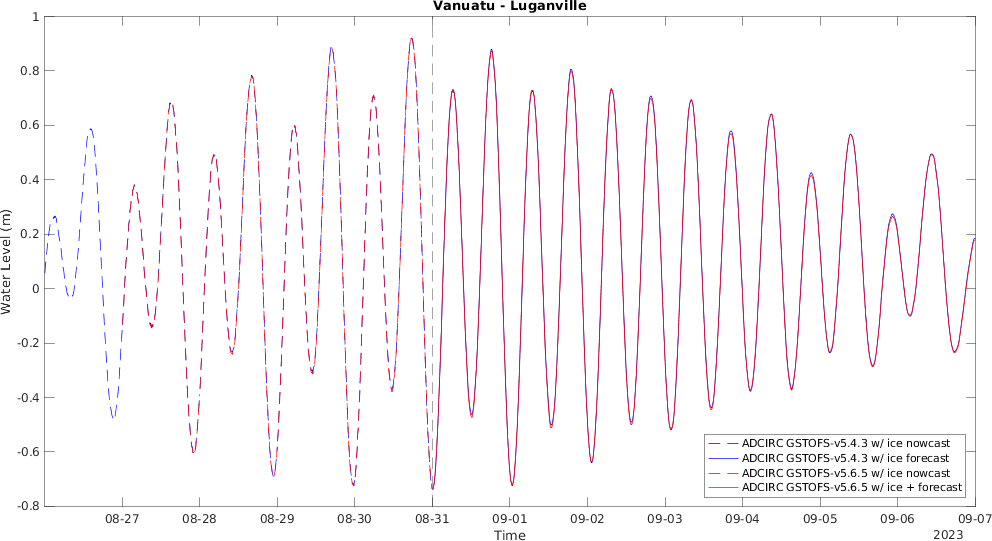 Vanuatu - Luganville
1
0.8
0.6
0.4
0.2
0
-0.2
-0.4
-0.6
-0.8
Water Level (m)
ADCIRC GSTOFS-v5.4.3 w/ ice nowcast
ADCIRC GSTOFS-v5.4.3 w/ ice forecast
ADCIRC GSTOFS-v5.6.5 w/ ice nowcast
ADCIRC GSTOFS-v5.6.5 w/ ice + forecast
08-27 08-28 08-29 08-30 08-31 09-01 09-02 09-03 09-04 09-05 09-06 09-07
Time
2023